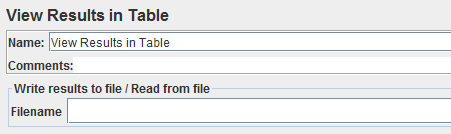 View Results in Table
Name: View Results in Table
Comments:
Write results to file / Read from file
Filename